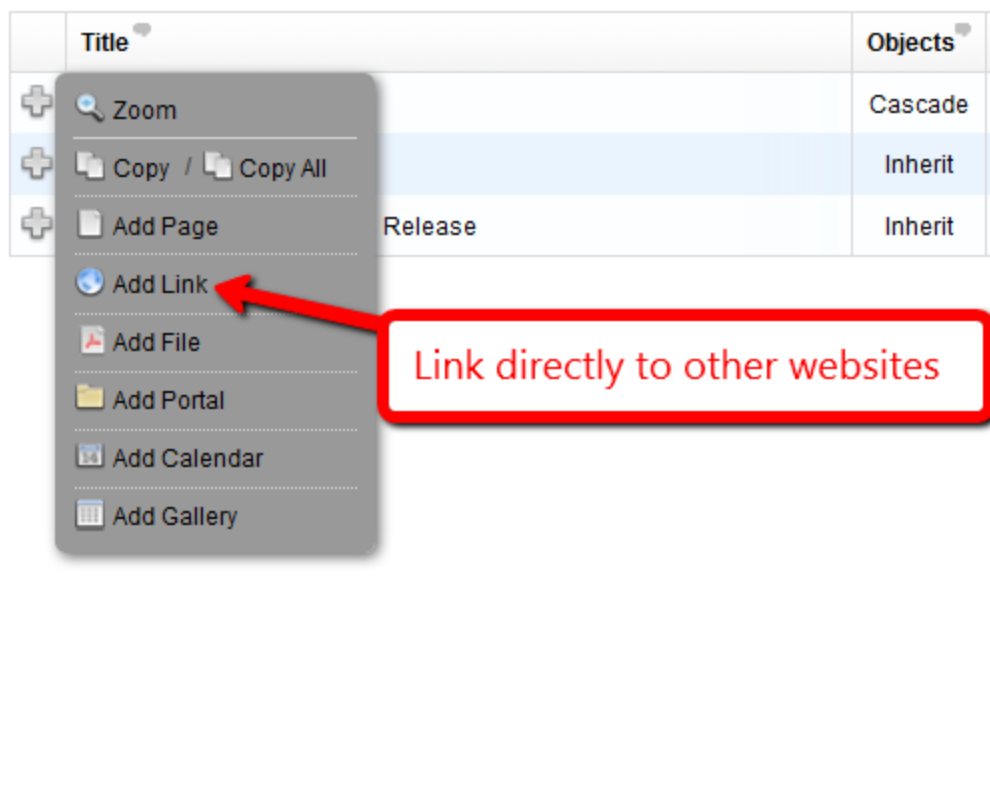 Title Objects
Zoom Cascade
Copy / Copy All Inherit
Add Page Release Inherit
Add Link
Link directly to other websites
Add File
Add Portal
Add Calendar
Add Gallery